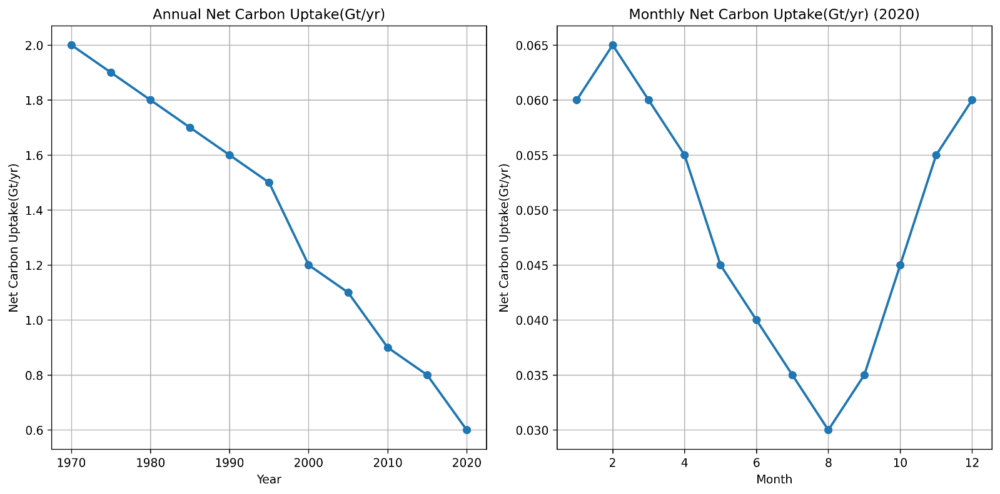 Annual Net Carbon Uptake(Gt/yr)
Net Carbon Uptake(Gt/yr)
2.0
1.8
1.6
1.4
1.2
1.0
0.8
0.6
1970 1980 1990 2000 2010 2020
Year
Monthly Net Carbon Uptake(Gt/yr) (2020)
Net Carbon Uptake(Gt/yr)
0.065
0.060
0.055
0.050
0.045
0.040
0.035
0.030
2 4 6 8 10 12
Month